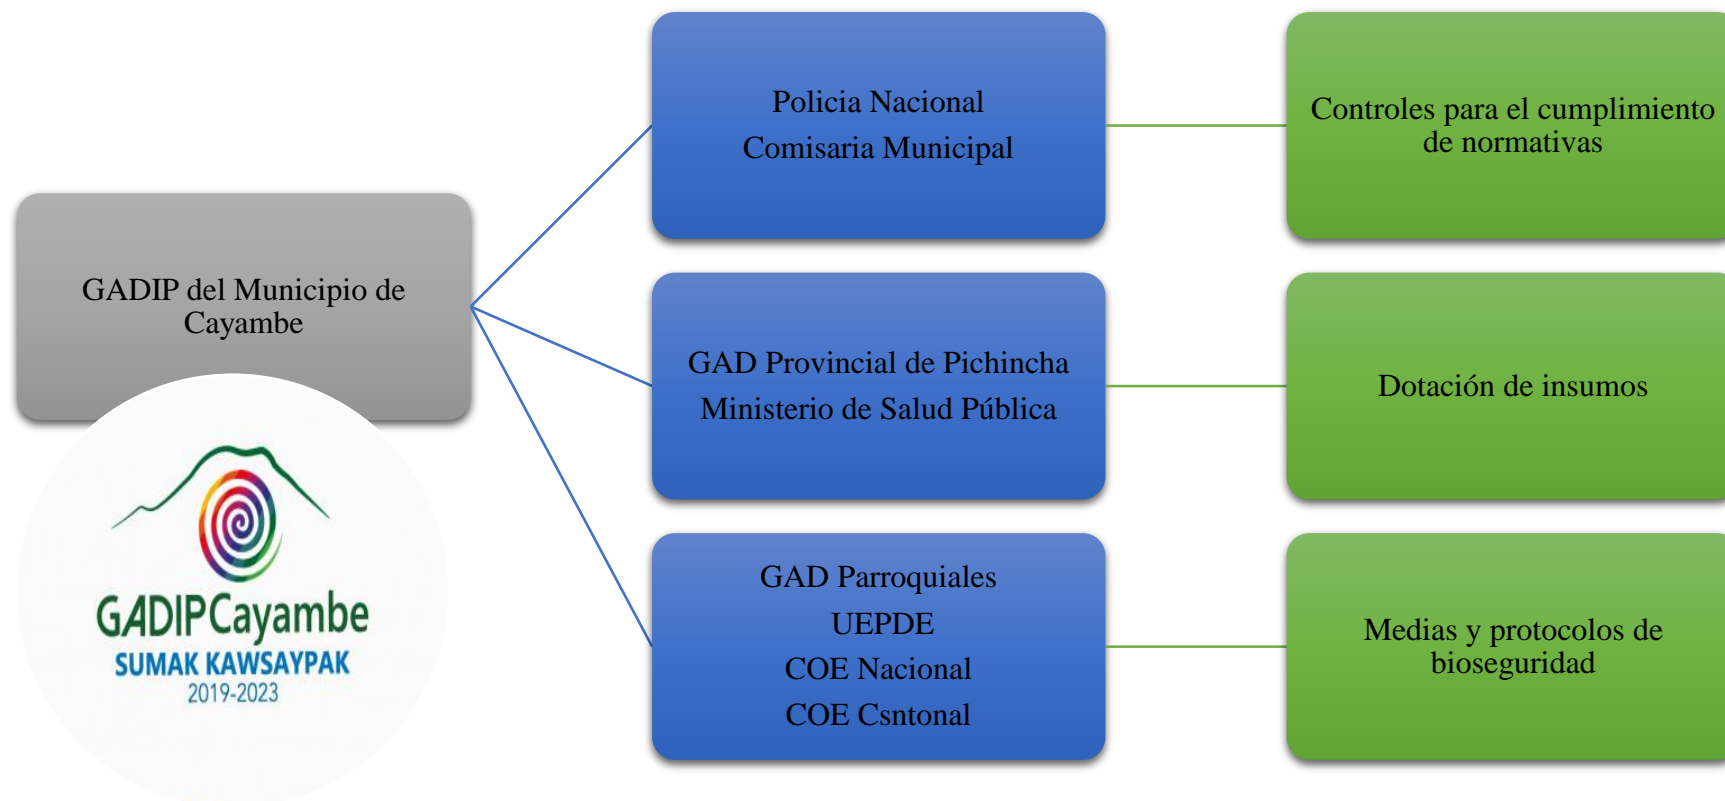 GADIP del Municipio de
Cayambe
GADIPCayambe
SUMAK KAWSAYPAK
2019-2023
Policia Nacional
Comisaria Municipal
Controles para el cumplimiento
de normativas
GAD Provincial de Pichincha
Ministerio de Salud Pública
Dotación de insumos
GAD Parroquiales
UEPDE
COE Nacional
COE Csntonal
Medias y protocolos de
bioseguridad